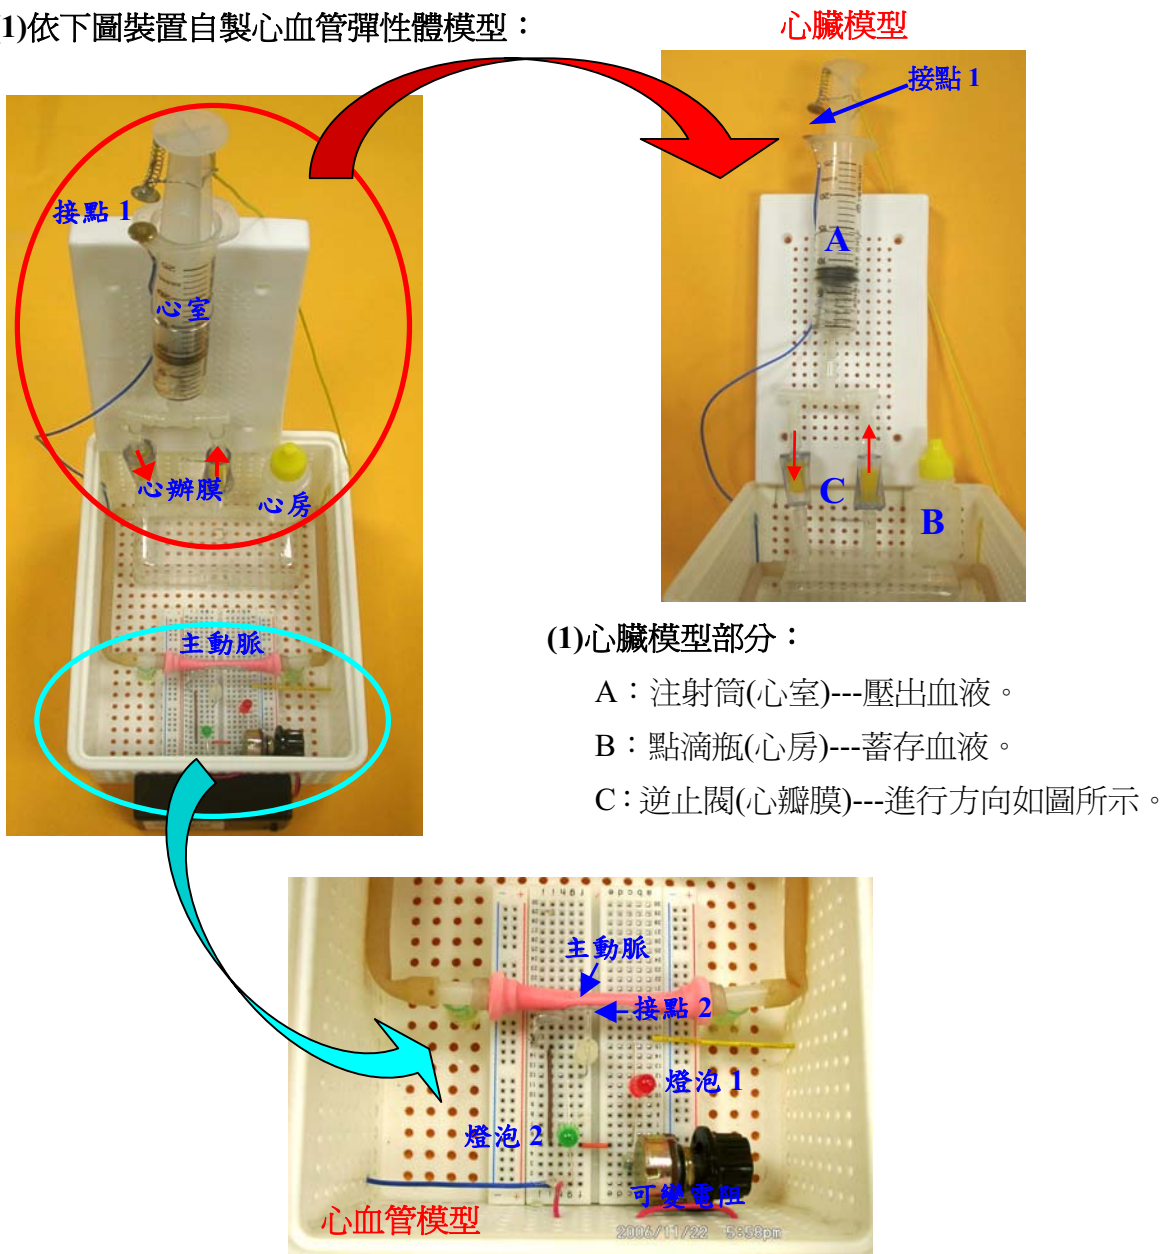 1)依下圖裝置自製心血管彈性體模型：
心臟模型
接點 1
接點 1
心室
心辦膜
心房
主動脈
A
C
B
(1)心臟模型部分：
A：注射筒(心室)---壓出血液。
B：點滴瓶(心房)---蓄存血液。
C：逆止閥(心瓣膜)---進行方向如圖所示。
主動脈
接點 2
燈泡 1
燈泡 2
可變電阻
心血管模型
2006/11/22 5:58pm